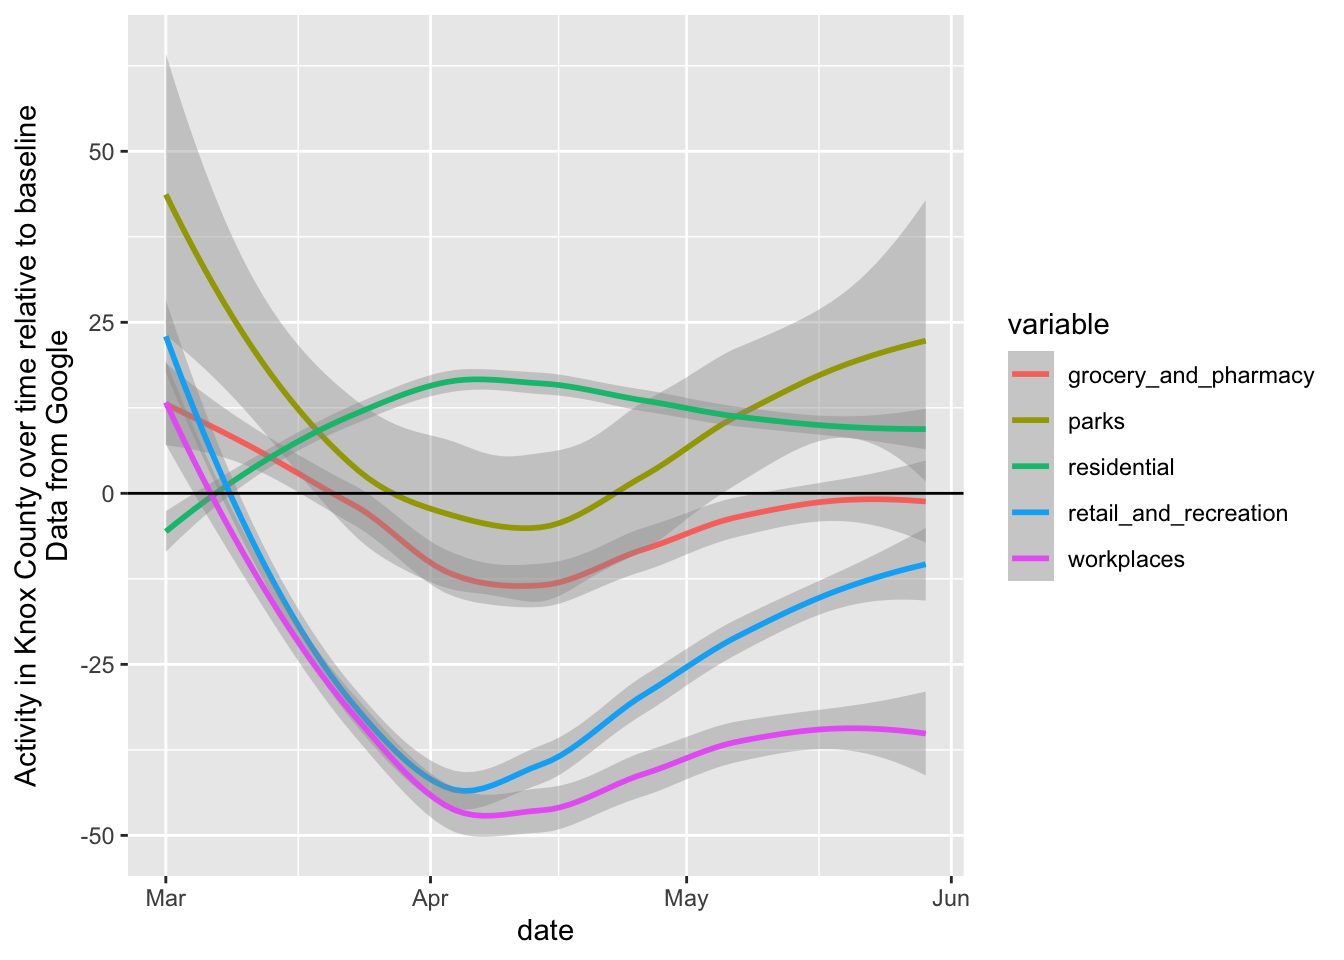 Activity in Knox County over time relative to baseline
Data from Google
50
25
0
-25
-50
Mar
Apr
May
Jun
date
variable
grocery_and_pharmacy
parks
residential
retail_and_recreation
workplaces